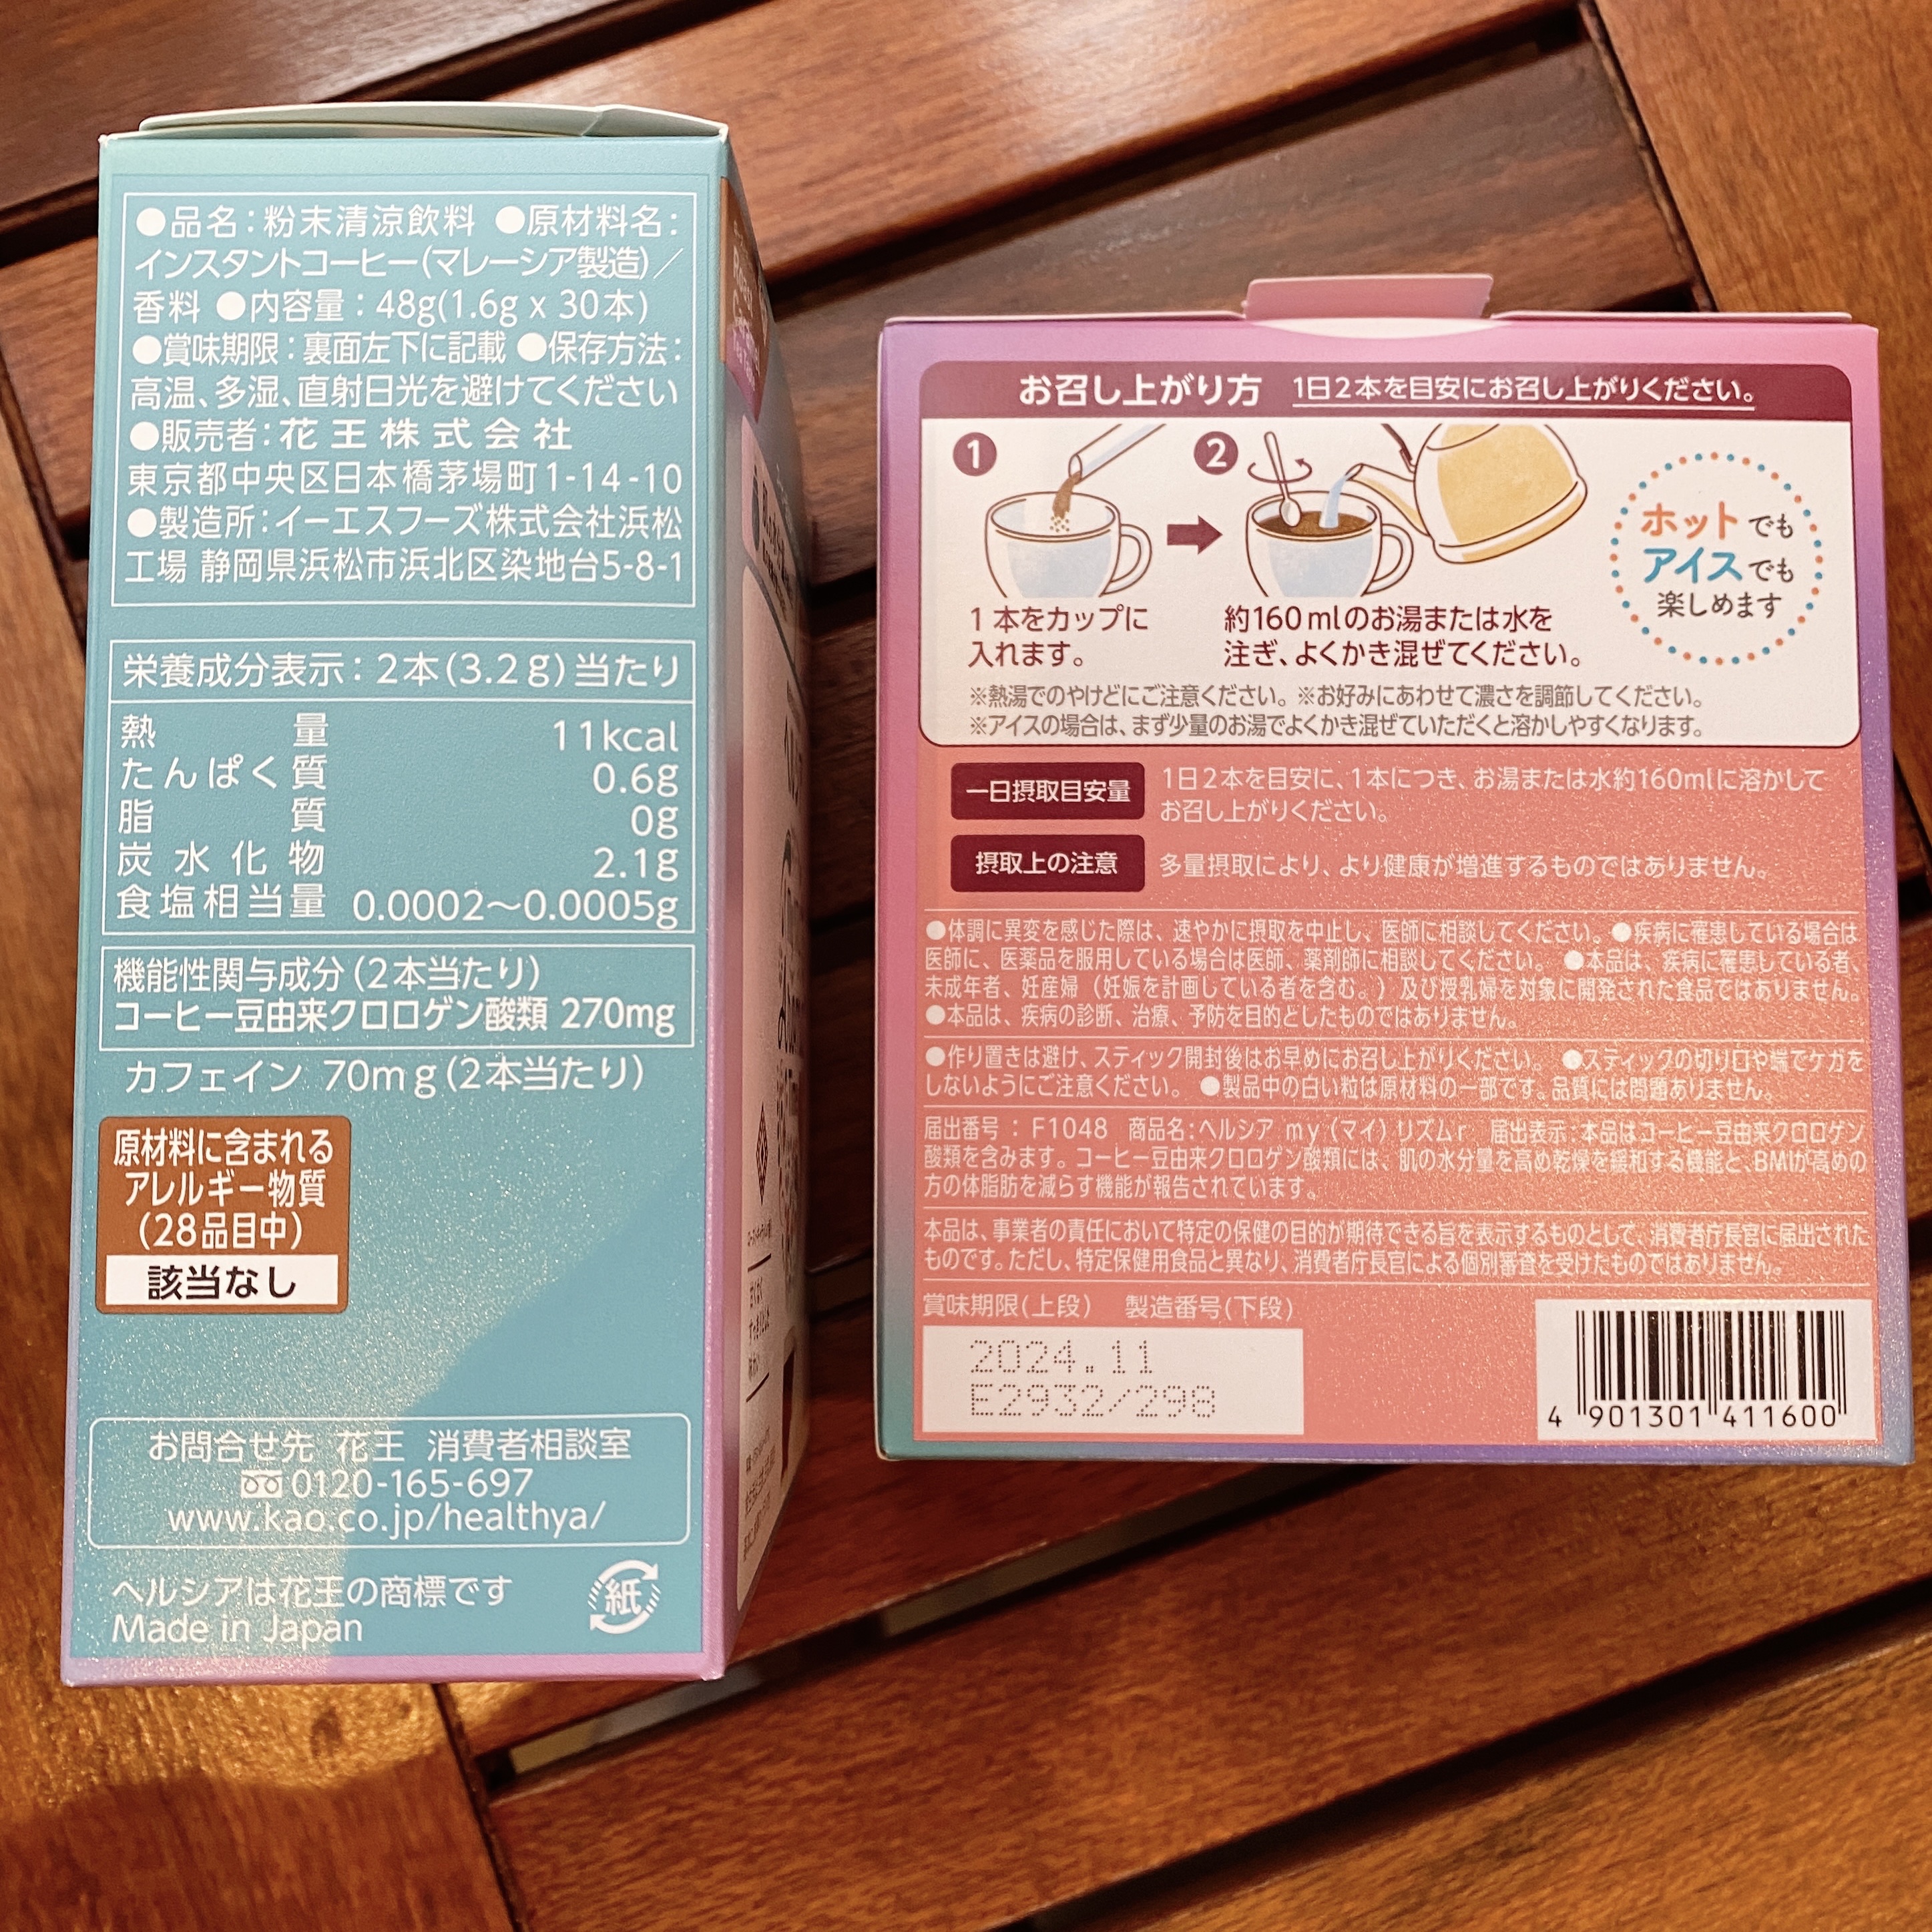 ●品名：粉末清涼飲料 ●原材料名：
インスタントコーヒー(マレーシア製造)／
香料 ●内容量：48g(1.6g x 30本)
●賞味期限：裏面左下に記載 ●保存方法：
高温、多湿、直射日光を避けてください
●販売者：花王株式会社
東京都中央区日本橋茅場町1-14-10
●製造所：イーエスフーズ株式会社浜松
工場 静岡県浜松市浜北区染地台5-8-1
栄養成分表示：2本(3.2g)当たり
熱量 11kcal
たんぱく質 0.6g
脂質 0g
炭水化物 2.1g
食塩相当量 0.0002～0.0005g
機能性関与成分(2本当たり)
コーヒー豆由来クロロゲン酸類 270mg
カフェイン 70mg(2本当たり)
原材料に含まれる
アレルギー物質
(28品目中)
該当なし
お問合せ先 花王 消費者相談室
0120-165-697
www.kao.co.jp/healthya/
ヘルシアは花王の商標です
Made in Japan
紙
お召し上がり方 1日2本を目安にお召し上がりください。
1
2
1本をカップに
入れます。
約160mlのお湯または水を
注ぎ、よくかき混ぜてください。
ホットでも
アイスでも
楽しめます
※熱湯でのやけどにご注意ください。※お好みにあわせて濃さを調節してください。
※アイスの場合は、まず少量のお湯でよくかき混ぜていただくと溶かしやすくなります。
一日摂取目安量 1日2本を目安に、1本につき、お湯または水約160mlに溶かして
お召し上がりください。
摂取上の注意 多量摂取により、より健康が増進するものではありません。
●体調に異変を感じた際は、速やかに摂取を中止し、医師に相談してください。●疾病に罹患している場合は
医師に、医薬品を服用している場合は医師、薬剤師に相談してください。 ●本品は、疾病に罹患している者、
未成年者、妊産婦（妊娠を計画している者を含む。）及び授乳婦を対象に開発された食品ではありません。
●本品は、疾病の診断、治療、予防を目的としたものではありません。
●作り置きは避け、スティック開封後はお早めにお召し上がりください。 ●スティックの切り口や端でケガを
しないようにご注意ください。 ●製品中の白い粒は原材料の一部です。品質には問題ありません。
届出番号：F1048 商品名：ヘルシア my（マイ）リズムr 届出表示：本品はコーヒー豆由来クロロゲン
酸類を含みます。コーヒー豆由来クロロゲン酸類には、肌の水分量を高め乾燥を緩和する機能と、BMIが高めの
方の体脂肪を減らす機能が報告されています。
本品は、事業者の責任において特定の保健の目的が期待できる旨を表示するものとして、消費者庁長官に届出された
ものです。ただし、特定保健用食品と異なり、消費者庁長官による個別審査を受けたものではありません。
賞味期限(上段) 製造番号(下段)
2024.11
E2932/298
4 901301 411600